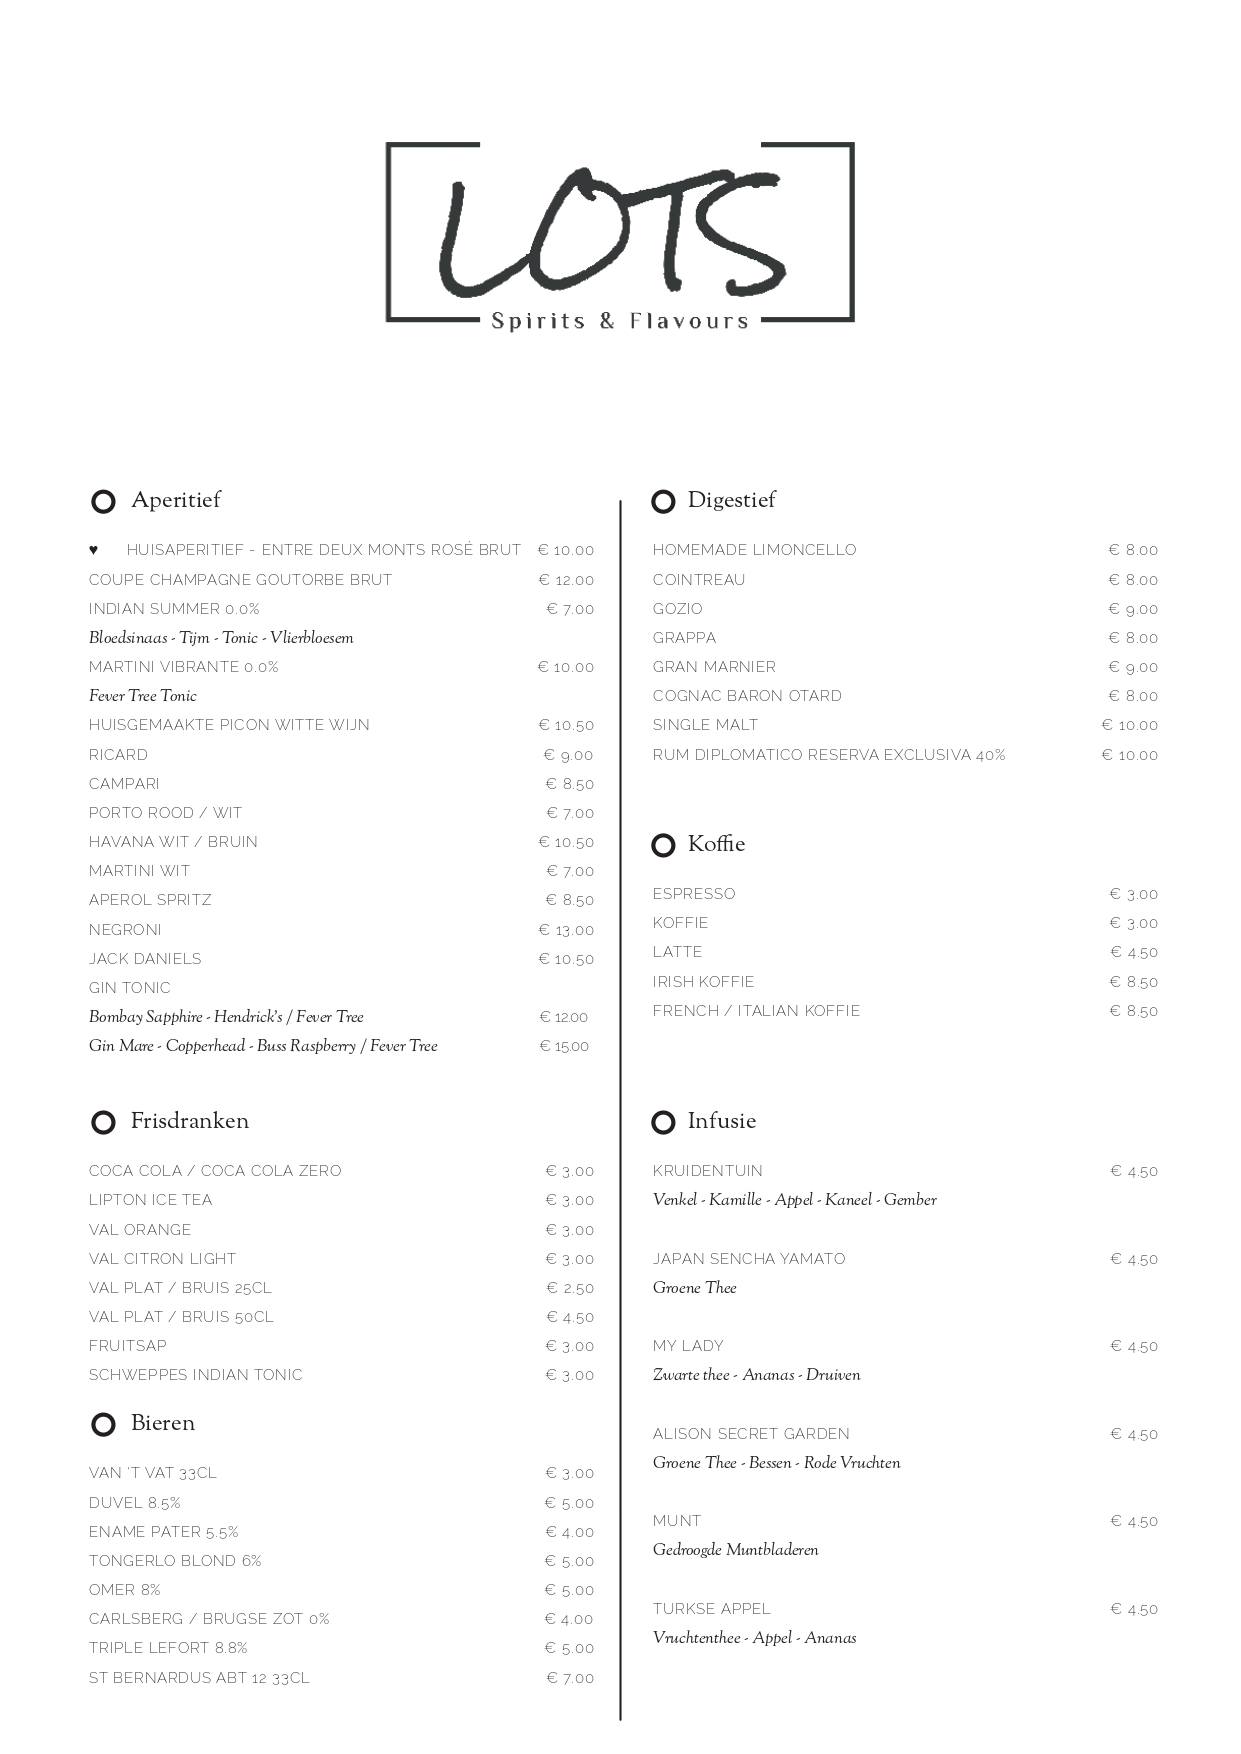 LOTS
Spirits & Flavours
Aperitief
♥ HUISAPERITIEF - ENTRE DEUX MONTS ROSÉ BRUT € 10.00
COUPE CHAMPAGNE GOUTORBE BRUT € 12.00
INDIAN SUMMER 0.0% € 7.00
Bloedsinaas - Tijm - Tonic - Vlierbloesem
MARTINI VIBRANTE 0.0% € 10.00
Fever Tree Tonic
HUISGEMAAKTE PICON WITTE WIJN € 10.50
RICARD € 9.00
CAMPARI € 8.50
PORTO ROOD / WIT € 7.00
HAVANA WIT / BRUIN € 10.50
MARTINI WIT € 7.00
APEROL SPRITZ € 8.50
NEGRONI € 13.00
JACK DANIELS € 10.50
GIN TONIC
Bombay Sapphire - Hendrick's / Fever Tree € 12.00
Gin Mare - Copperhead - Buss Raspberry / Fever Tree € 15.00
Frisdranken
COCA COLA / COCA COLA ZERO € 3.00
LIPTON ICE TEA € 3.00
VAL ORANGE € 3.00
VAL CITRON LIGHT € 3.00
VAL PLAT / BRUIS 25CL € 2.50
VAL PLAT / BRUIS 50CL € 4.50
FRUITSAP € 3.00
SCHWEPPES INDIAN TONIC € 3.00
Bieren
VAN 'T VAT 33CL € 3.00
DUVEL 8.5% € 5.00
ENAME PATER 5.5% € 4.00
TONGERLO BLOND 6% € 5.00
OMER 8% € 5.00
CARLSBERG / BRUGSE ZOT 0% € 4.00
TRIPLE LEFORT 8.8% € 5.00
ST BERNARDUS ABT 12 33CL € 7.00
Digestief
HOMEMADE LIMONCELLO € 8.00
COINTREAU € 8.00
GOZIO € 9.00
GRAPPA € 8.00
GRAN MARNIER € 9.00
COGNAC BARON OTARD € 8.00
SINGLE MALT € 10.00
RUM DIPLOMATICO RESERVA EXCLUSIVA 40% € 10.00
Koffie
ESPRESSO € 3.00
KOFFIE € 3.00
LATTE € 4.50
IRISH KOFFIE € 8.50
FRENCH / ITALIAN KOFFIE € 8.50
Infusie
KRUIDENTUIN € 4.50
Venkel - Kamille - Appel - Kaneel - Gember
JAPAN SENCHA YAMATO € 4.50
Groene Thee
MY LADY € 4.50
Zwarte thee - Ananas - Druiven
ALISON SECRET GARDEN € 4.50
Groene Thee - Bessen - Rode Vruchten
MUNT € 4.50
Gedroogde Muntbladeren
TURKSE APPEL € 4.50
Vruchtenthee - Appel - Ananas